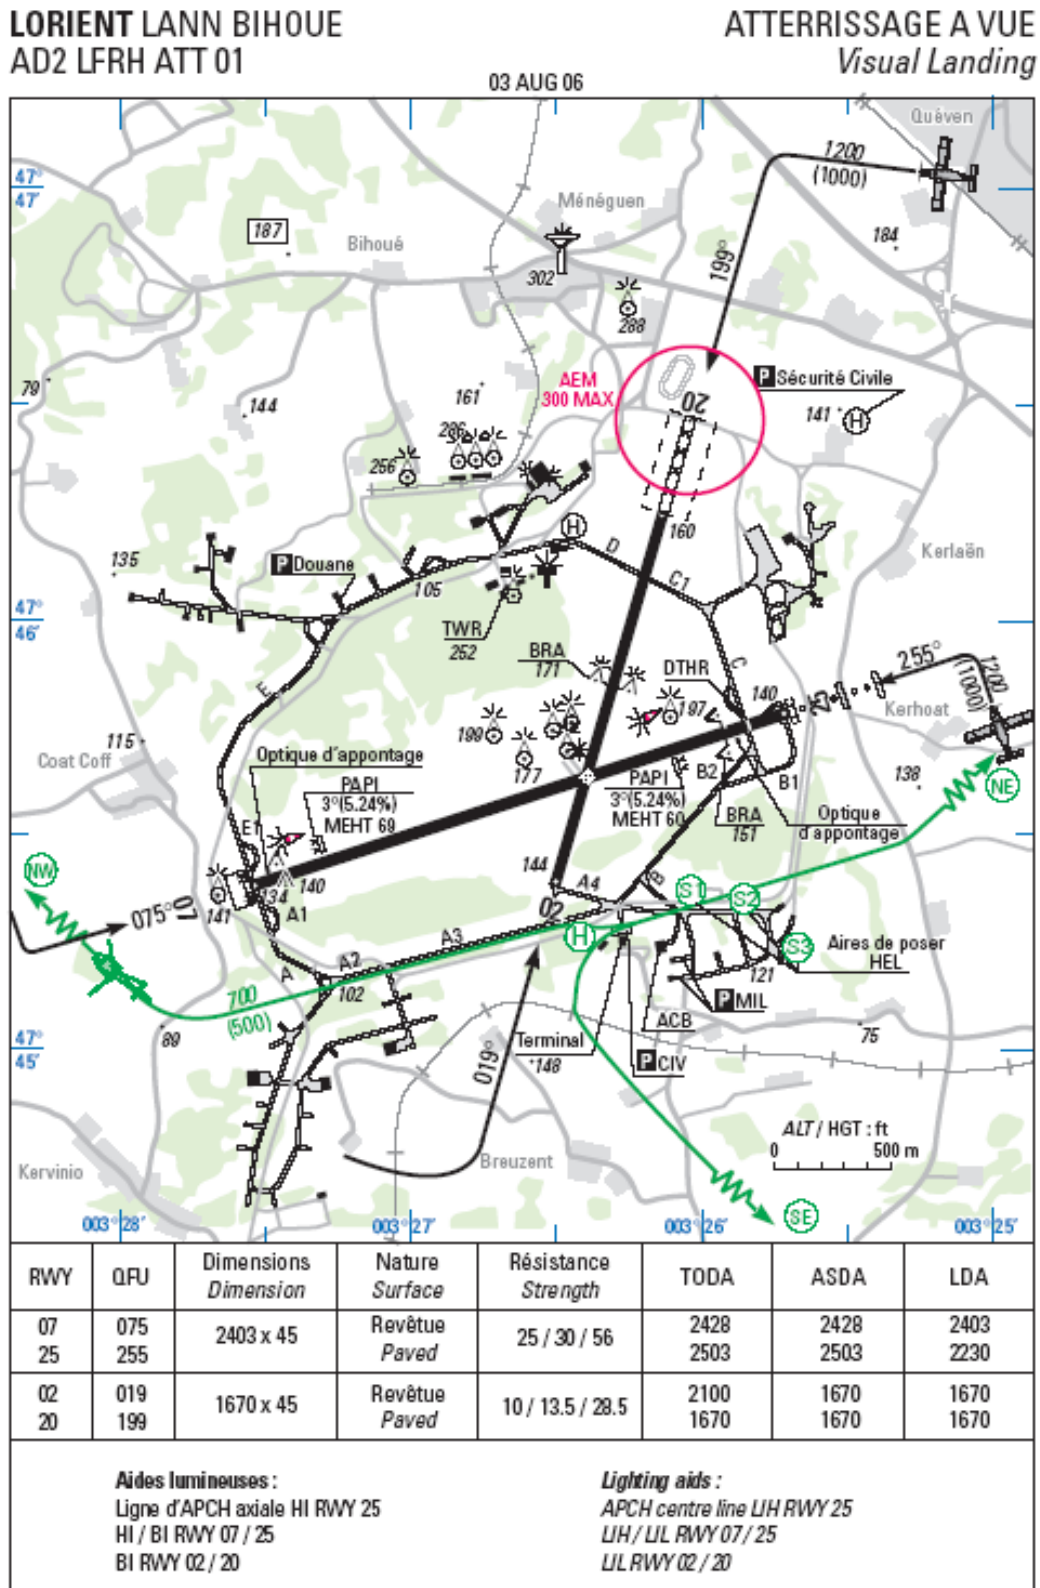 LORIENT LANN BIHOUE
AD2 LFRH ATT 01
ATTERRISSAGE A VUE
Visual Landing
03 AUG 06
Quéven
1200
(1000)
47°
47'
Ménéguen
187
Bihoué
184
199°
302
288
AEM
300 MAX
P Sécurité Civile
79
161
144
20
141
H
286
256
160
H
D
Kerlaën
135
P Douane
105
C1
47°
46'
TWR
252
BRA
171
DTHR
C
255°
1200
(1000)
140
25
F
197
Kerhoat
199
115
Coat Coff
Optique d'appontage
177
PAPI
3°(5.24%)
MEHT 69
PAPI
3°(5.24%)
MEHT 60
B2
B1
138
NE
BRA
151
Optique
d'appontage
E1
NW
144
134
140
141
A1
075°
07
02
A4
B
S1
S2
S3
H
A3
A2
A
Aires de poser
HEL
121
102
700
(500)
P MIL
ACB
89
47°
45'
Terminal
148
P CIV
75
019°
ALT / HGT : ft
0 500 m
Kervinio
Breuzent
SE
003°28'
003°27'
003°26'
003°25'
RWY QFU Dimensions Nature Résistance TODA ASDA LDA
Dimension Surface Strength
07 075 2403 x 45 Revêtue 25 / 30 / 56 2428 2428 2403
25 255 Paved 2503 2503 2230
02 019 1670 x 45 Revêtue 10 / 13.5 / 28.5 2100 1670 1670
20 199 Paved 1670 1670 1670
Aides lumineuses :
Ligne d'APCH axiale HI RWY 25
HI / BI RWY 07 / 25
BI RWY 02 / 20
Lighting aids :
APCH centre line LIH RWY 25
LIH / LIL RWY 07 / 25
LIL RWY 02 / 20